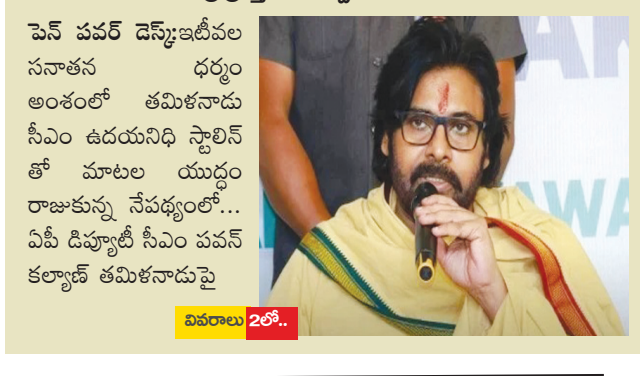 పెన్ పవర్ డెస్క్:ఇటీవల
సనాతన ధర్మం
అంశంలో తమిళనాడు
సీఎం ఉదయనిధి స్టాలిన్
తో మాటల యుద్ధం
రాజుకున్న నేపథ్యంలో...
ఏపీ డిప్యూటీ సీఎం పవన్
కల్యాణ్ తమిళనాడుపై
వివరాలు 2లో..